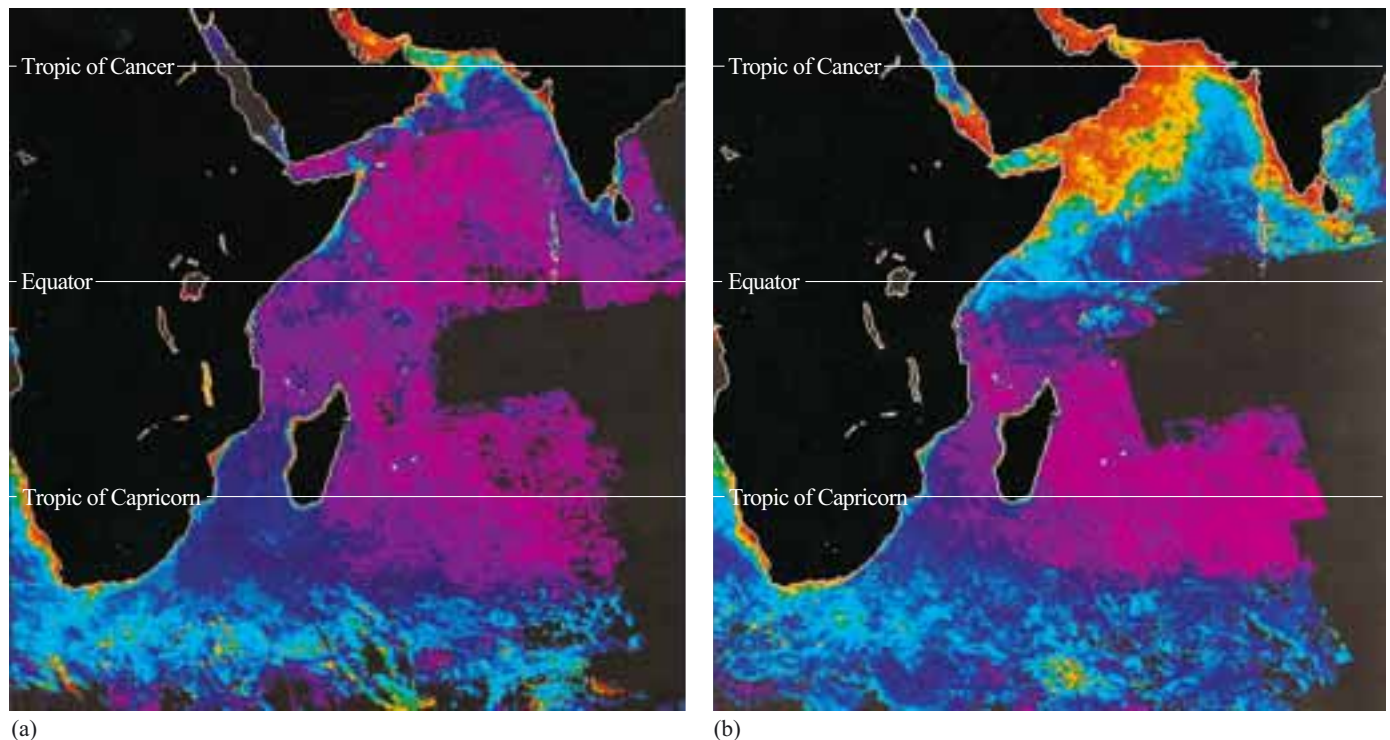 Tropic of Cancer
Equator
Tropic of Capricorn
(a)
Tropic of Cancer
Equator
Tropic of Capricorn
(b)